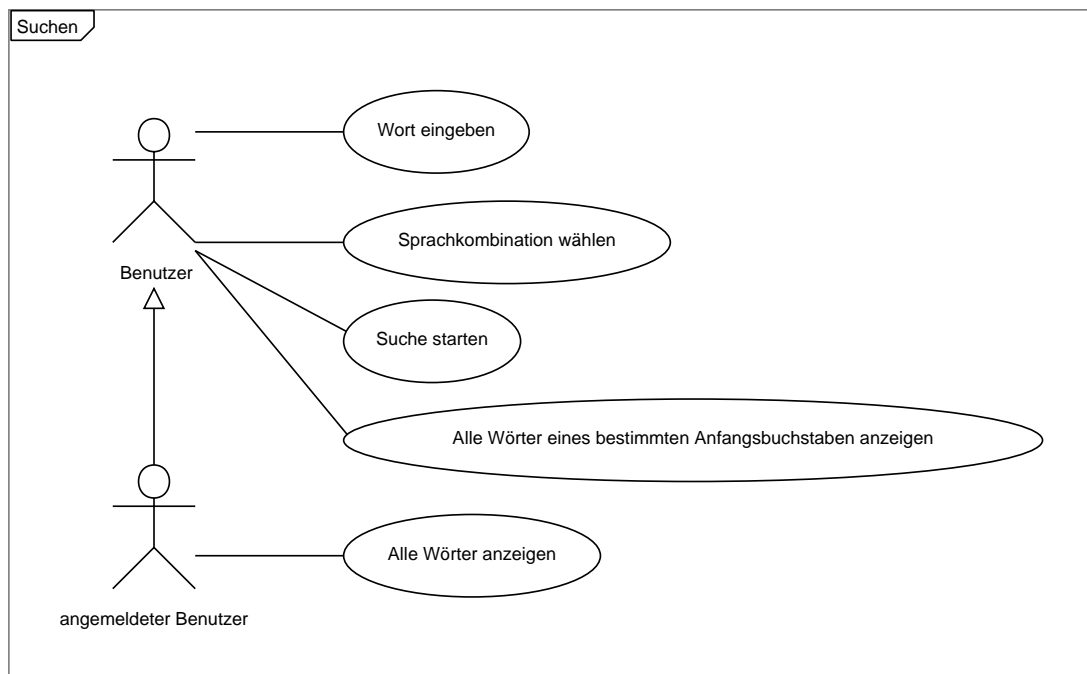 Suchen
Wort eingeben
Sprachkombination wählen
Benutzer
Suche starten
Alle Wörter eines bestimmten Anfangsbuchstaben anzeigen
Alle Wörter anzeigen
angemeldeter Benutzer